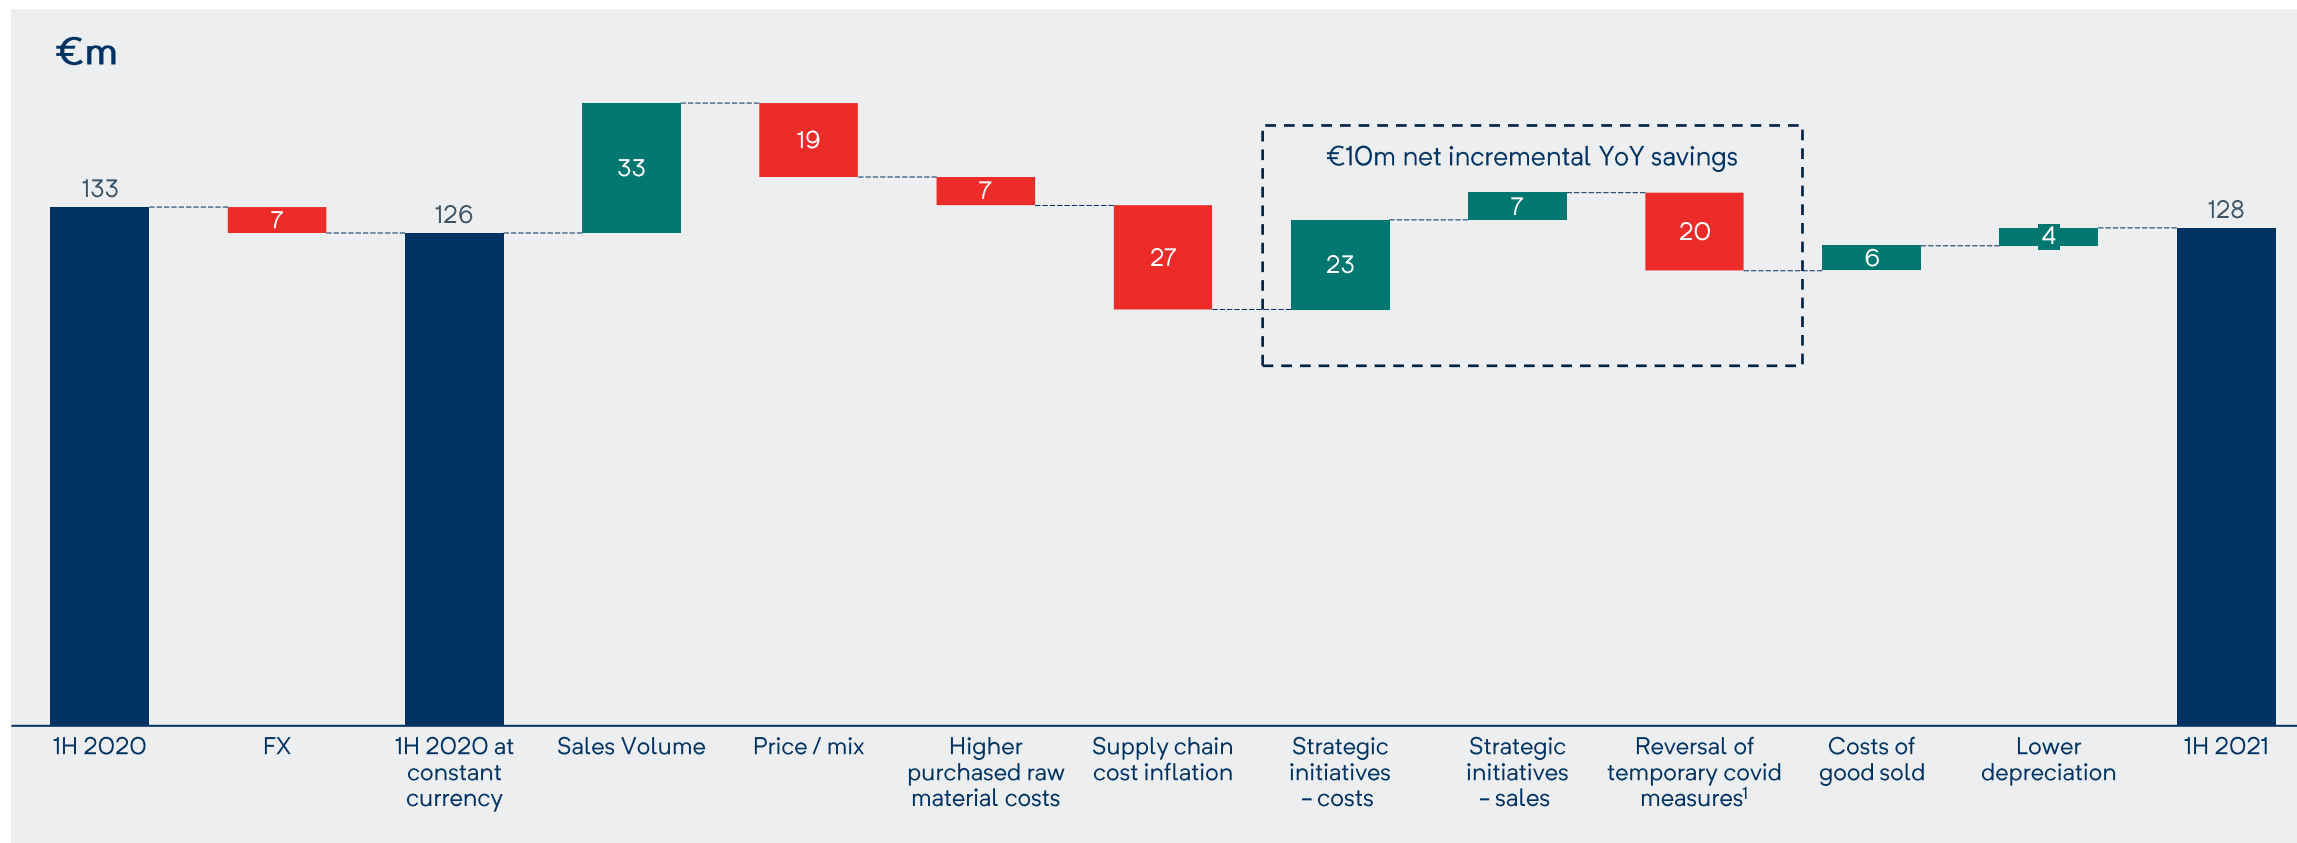 €m
133
7
126
33
19
7
27
€10m net incremental YoY savings
23
7
20
6
4
128
1H 2020
FX
1H 2020 at
constant
currency
Sales Volume
Price / mix
Higher
purchased raw
material costs
Supply chain
cost inflation
Strategic
initiatives
– costs
Strategic
initiatives
– sales
Reversal of
temporary covid
measures¹
Costs of
good sold
Lower
depreciation
1H 2021